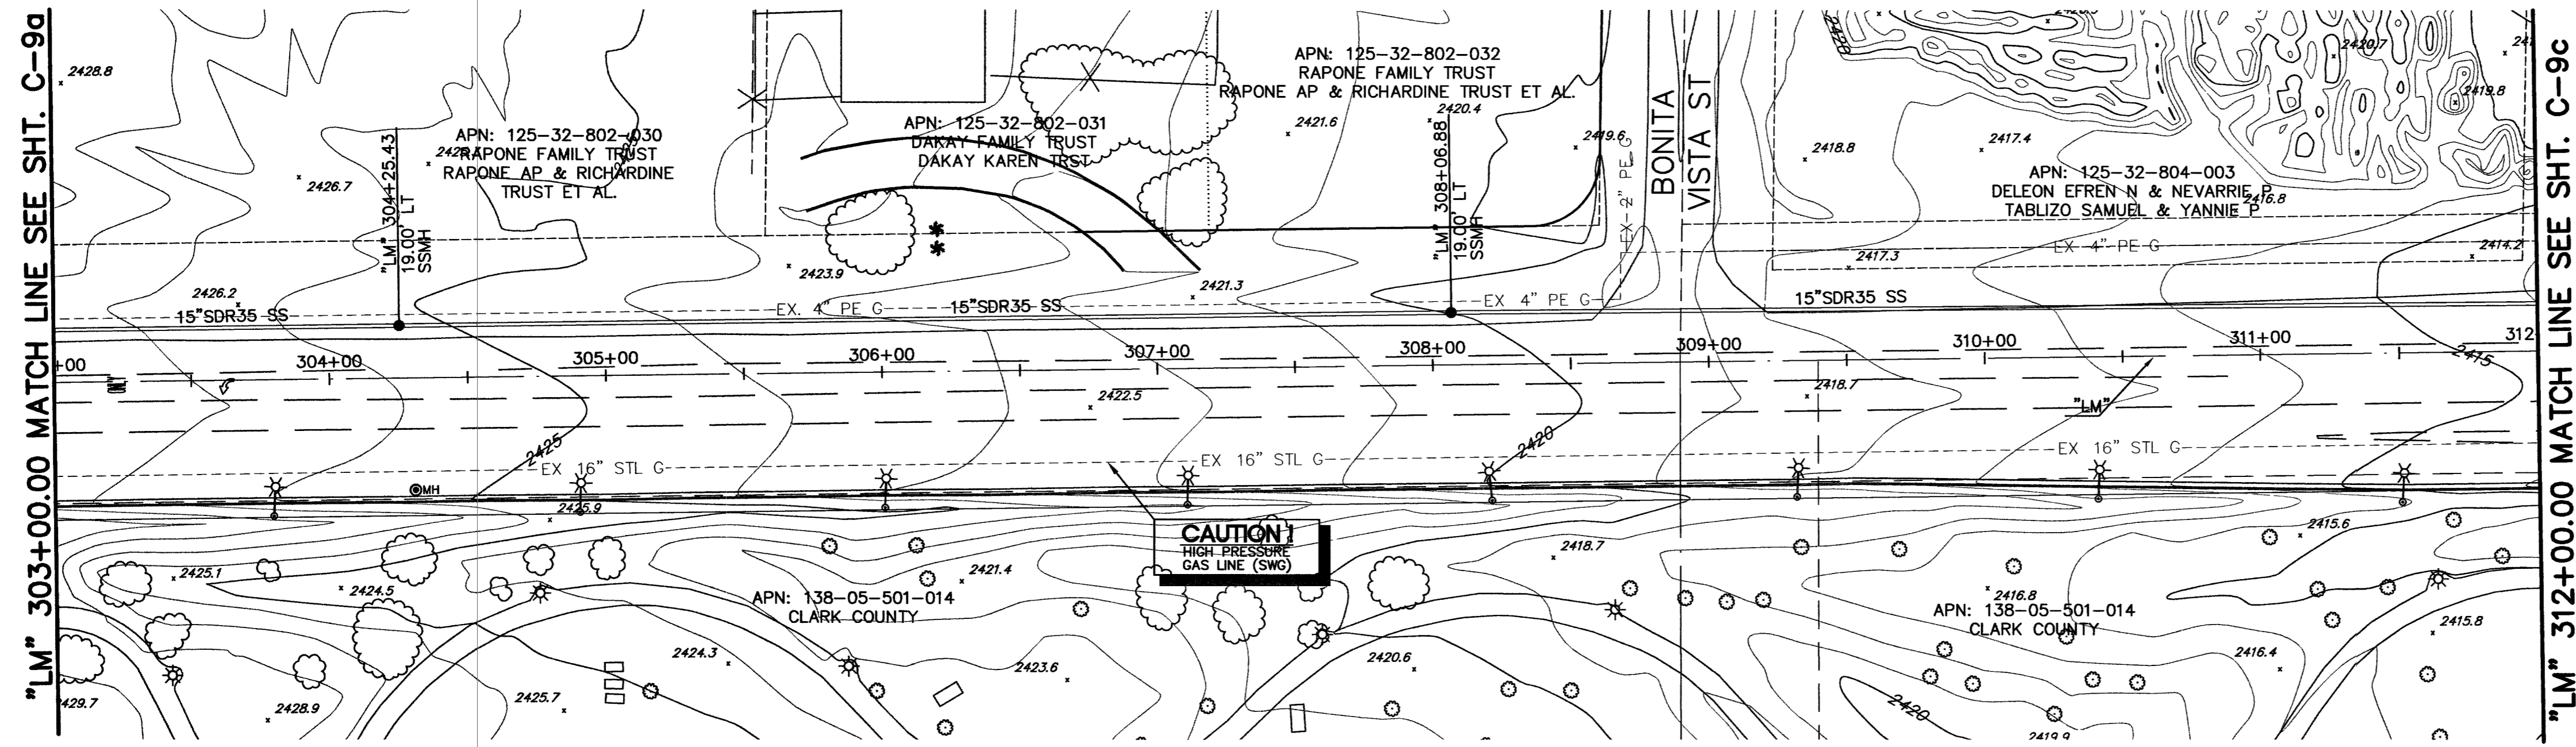 "LM" 303+00.00 MATCH LINE SEE SHT. C-9a
2428.8
2426.7
2426.2
"LM" 304+25.43
19.00' LT
SSMH
APN: 125-32-802-030
RAPONE FAMILY TRUST
RAPONE AP & RICHARDINE
TRUST ET AL.
APN: 125-32-802-031
DAKAY FAMILY TRUST
DAKAY KAREN TRST
2423.9
2421.3
APN: 125-32-802-032
RAPONE FAMILY TRUST
RAPONE AP & RICHARDINE TRUST ET AL.
2420.4
2421.6
2419.6
"LM" 308+06.88
19.00' LT
SSMH
EX 2" PE G
BONITA
VISTA ST
2418.8
2417.4
2417.3
2420.7
2419.8
APN: 125-32-804-003
DELEON EFREN N & NEVARRIE P
TABLIZO SAMUEL & YANNIE P
2416.8
EX 4" PE G
2414.2
15"SDR35 SS
EX. 4" PE G
15"SDR35 SS
EX 4" PE G
15"SDR35 SS
+00
304+00
305+00
306+00
307+00
308+00
309+00
310+00
311+00
312
2415
2422.5
2418.7
"LM"
2425
EX 16" STL G
EX 16" STL G
2420
EX 16" STL G
MH
2425.9
CAUTION !
HIGH PRESSURE
GAS LINE (SWG)
2418.7
2415.6
2425.1
2424.5
2421.4
APN: 138-05-501-014
CLARK COUNTY
2416.8
APN: 138-05-501-014
CLARK COUNTY
2415.8
2424.3
2423.6
2420.6
2416.4
2429.7
2428.9
2425.7
2420
2419.9
"LM" 312+00.00 MATCH LINE SEE SHT. C-9c